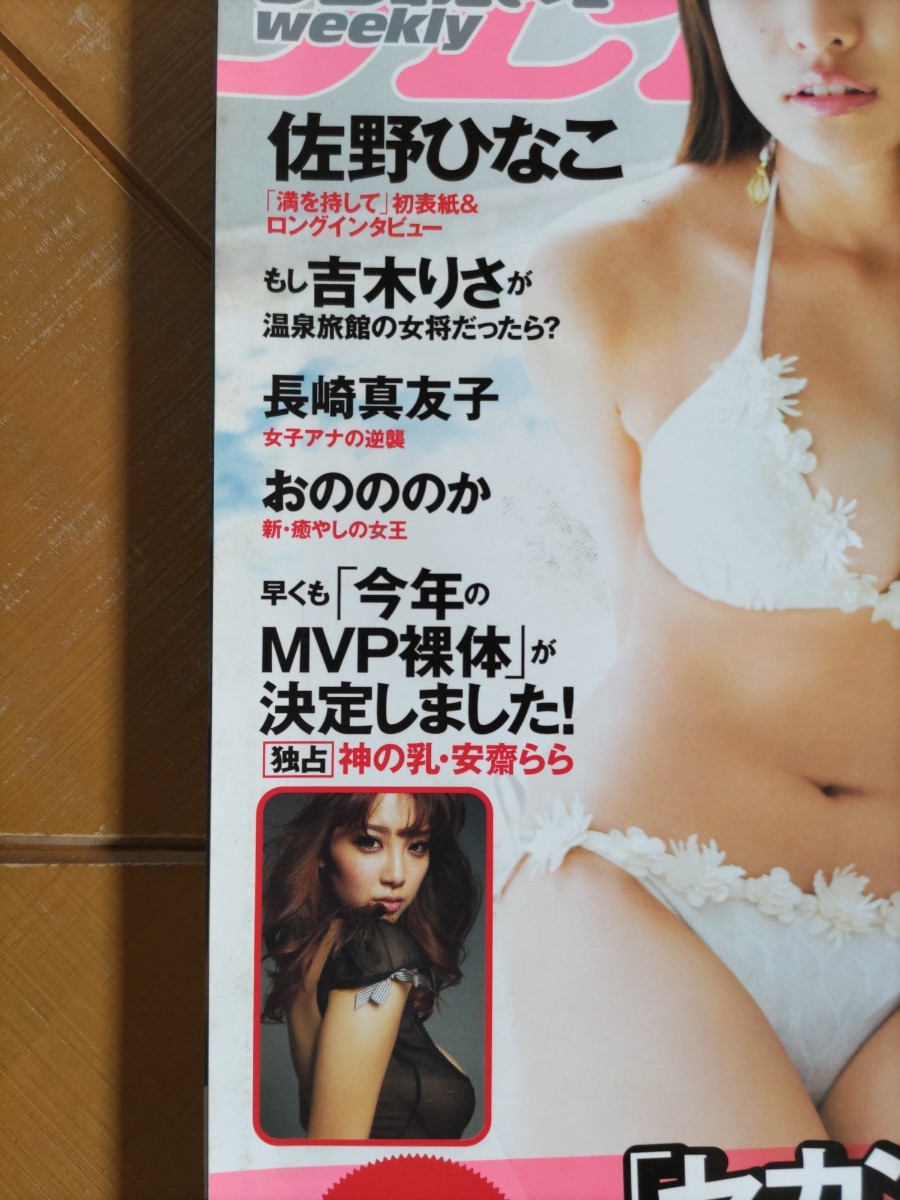 weekly
佐野ひなこ
「満を持して」初表紙&
ロングインタビュー
もし吉木りさが
温泉旅館の女将だったら?
長崎真友子
女子アナの逆襲
おのののか
新・癒やしの女王
早くも「今年の
MVP裸体」が
決定しました!
独占 神の乳・安齋らら